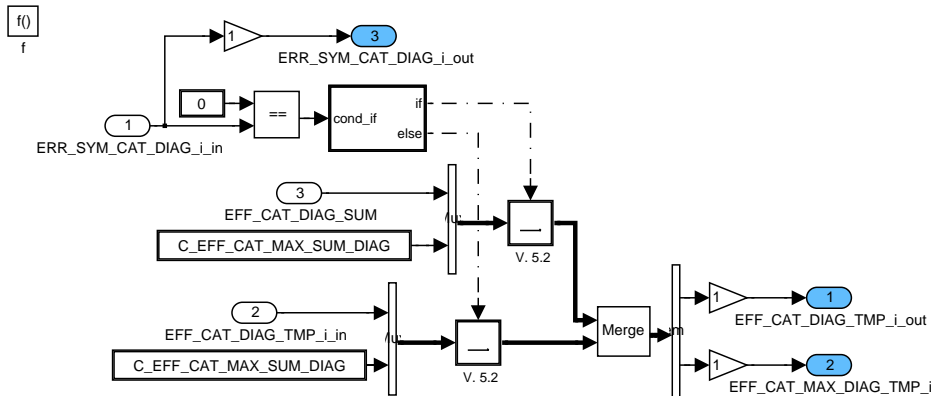 f()
f
1
3
ERR_SYM_CAT_DIAG_i_out
0
==
cond_if
if
else
1
ERR_SYM_CAT_DIAG_i_in
3
EFF_CAT_DIAG_SUM
C_EFF_CAT_MAX_SUM_DIAG
V. 5.2
2
EFF_CAT_DIAG_TMP_i_in
C_EFF_CAT_MAX_SUM_DIAG
V. 5.2
Merge
1
1
EFF_CAT_DIAG_TMP_i_out
1
2
EFF_CAT_MAX_DIAG_TMP_i